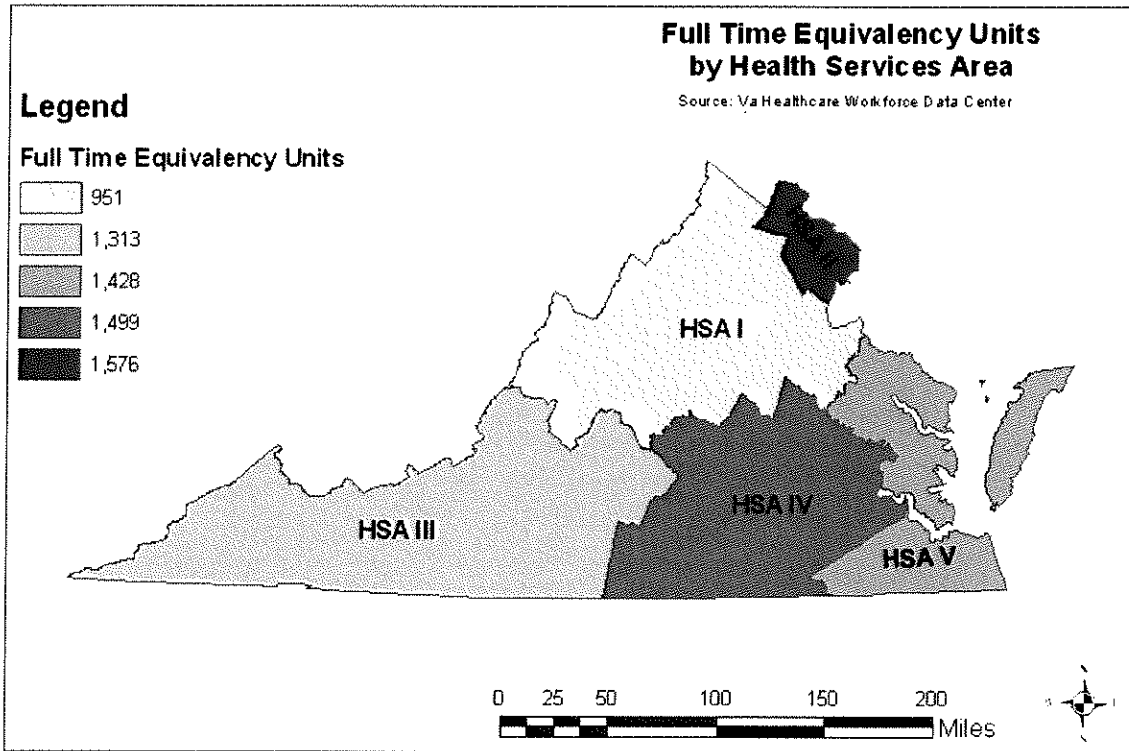 Full Time Equivalency Units
by Health Services Area
Source: Va Healthcare Workforce Data Center
Legend
Full Time Equivalency Units
951
1,313
1,428
1,499
1,576
HSA I
HSA III
HSA IV
HSA V
0 25 50 100 150 200
Miles